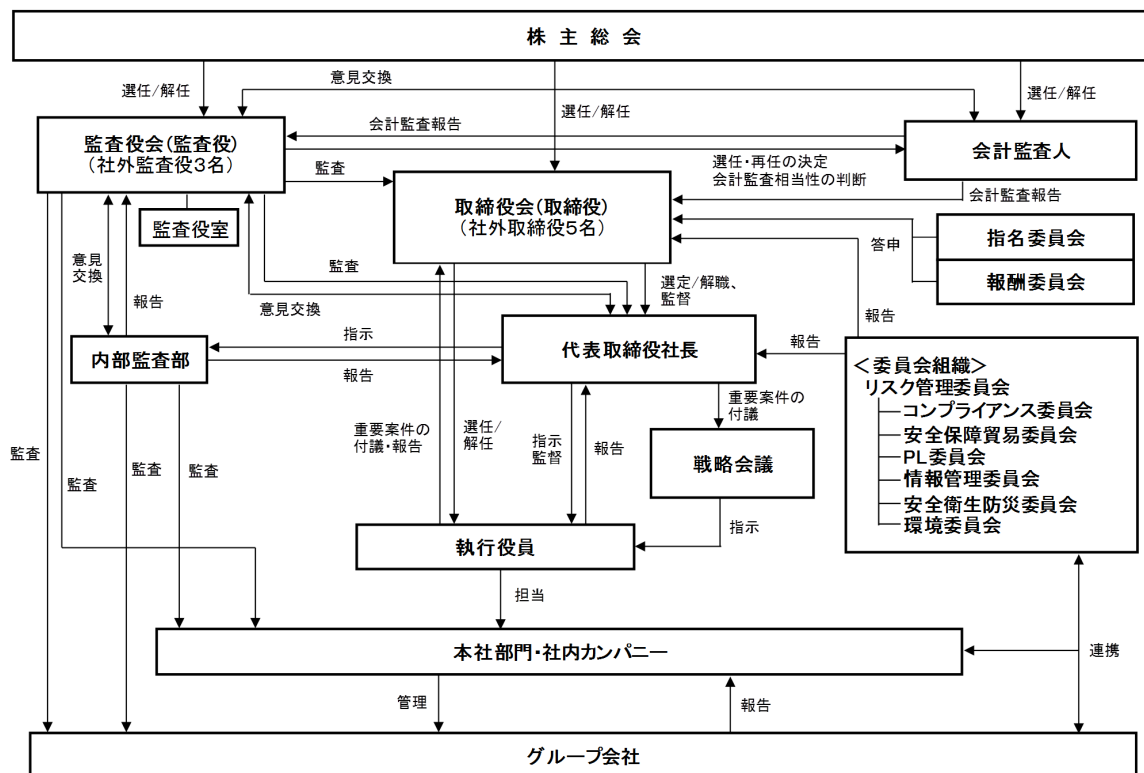 株主総会
選任/解任
意見交換
選任/解任
選任/解任
監査役会(監査役)
(社外監査役3名)
会計監査報告
会計監査人
選任・再任の決定
会計監査相当性の判断
監査
取締役会(取締役)
(社外取締役5名)
会計監査報告
監査役室
指名委員会
答申
報酬委員会
意見
交換
報告
監査
意見交換
選定/解職、
監督
報告
指示
内部監査部
報告
代表取締役社長
報告
<委員会組織>
リスク管理委員会
コンプライアンス委員会
安全保障貿易委員会
PL委員会
情報管理委員会
安全衛生防災委員会
環境委員会
重要案件の
付議
重要案件の
付議・報告
選任/
解任
指示
監督
報告
戦略会議
監査
監査
監査
監査
指示
執行役員
担当
本社部門・社内カンパニー
連携
管理
報告
グループ会社